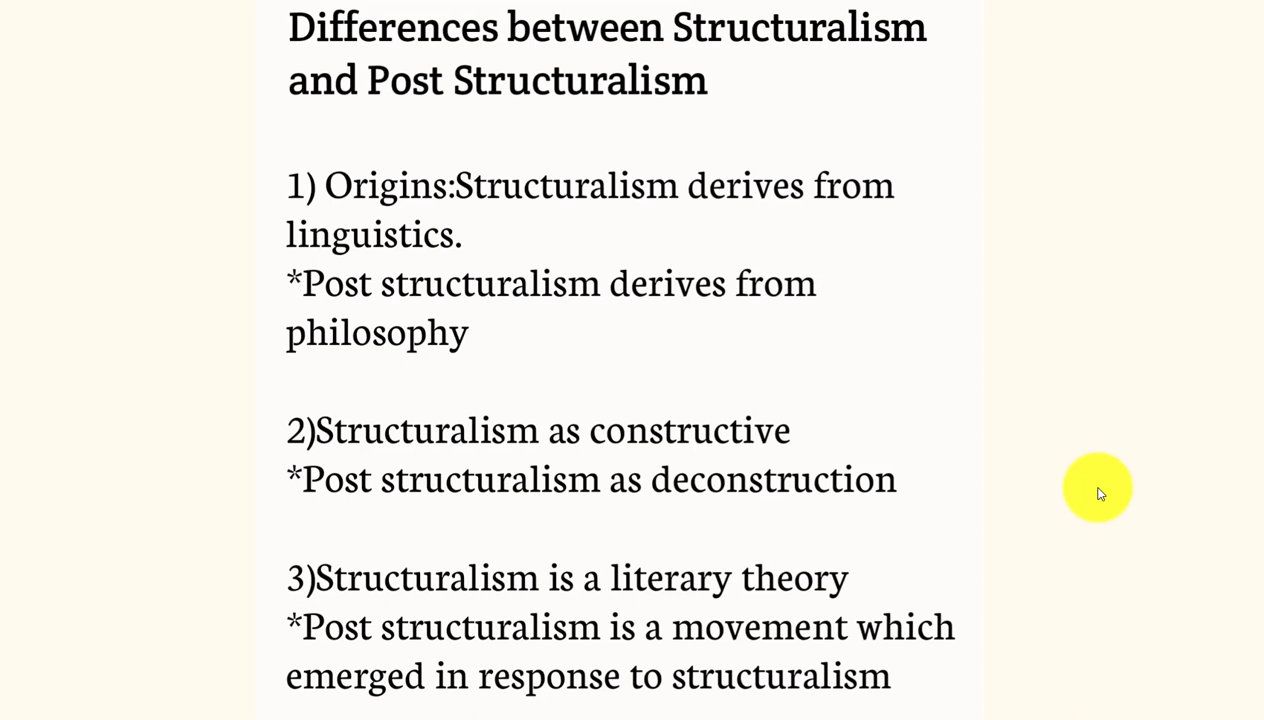 Differences between Structuralism
and Post Structuralism
1) Origins:Structuralism derives from
linguistics.
*Post structuralism derives from
philosophy
2)Structuralism as constructive
*Post structuralism as deconstruction
3)Structuralism is a literary theory
*Post structuralism is a movement which
emerged in response to structuralism